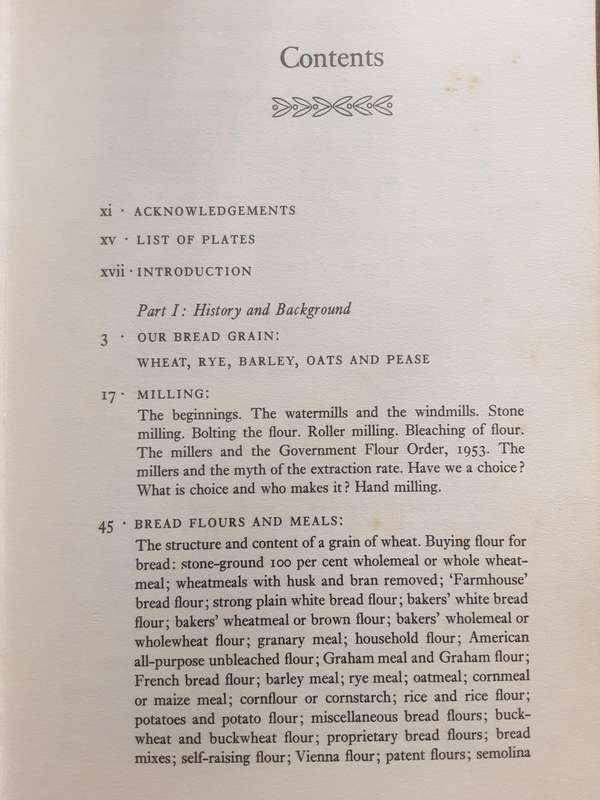 Contents
xi · ACKNOWLEDGEMENTS
xv · LIST OF PLATES
xvii · INTRODUCTION
Part I: History and Background
3 · OUR BREAD GRAIN:
WHEAT, RYE, BARLEY, OATS AND PEASE
17 · MILLING:
The beginnings. The watermills and the windmills. Stone
milling. Bolting the flour. Roller milling. Bleaching of flour.
The millers and the Government Flour Order, 1953. The
millers and the myth of the extraction rate. Have we a choice?
What is choice and who makes it? Hand milling.
45 · BREAD FLOURS AND MEALS:
The structure and content of a grain of wheat. Buying flour for
bread: stone-ground 100 per cent wholemeal or whole wheat-
meal; wheatmeals with husk and bran removed; ‘Farmhouse’
bread flour; strong plain white bread flour; bakers’ white bread
flour; bakers’ wheatmeal or brown flour; bakers’ wholemeal or
wholewheat flour; granary meal; household flour; American
all-purpose unbleached flour; Graham meal and Graham flour;
French bread flour; barley meal; rye meal; oatmeal; cornmeal
or maize meal; cornflour or cornstarch; rice and rice flour;
potatoes and potato flour; miscellaneous bread flours; buck-
wheat and buckwheat flour; proprietary bread flours; bread
mixes; self-raising flour; Vienna flour; patent flours; semolina